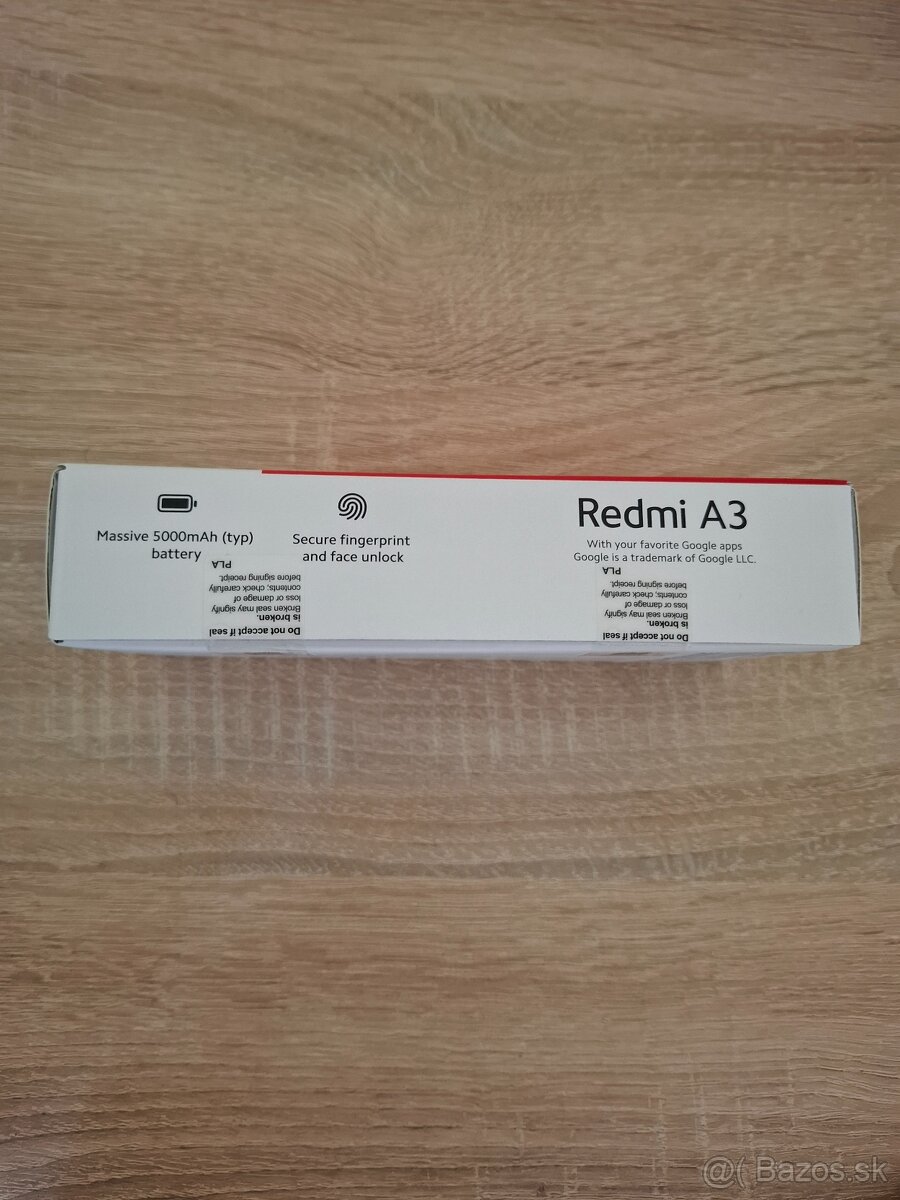 Massive 5000mAh (typ)
battery
Secure fingerprint
and face unlock
Redmi A3
With your favorite Google apps
Google is a trademark of Google LLC.
Do not accept if seal
is broken.
Broken seal may signify
loss or damage of
contents, check carefully
before signing receipt.
PLA
Do not accept if seal
is broken.
Broken seal may signify
loss or damage of
contents, check carefully
before signing receipt.
PLA
@( Bazos.sk